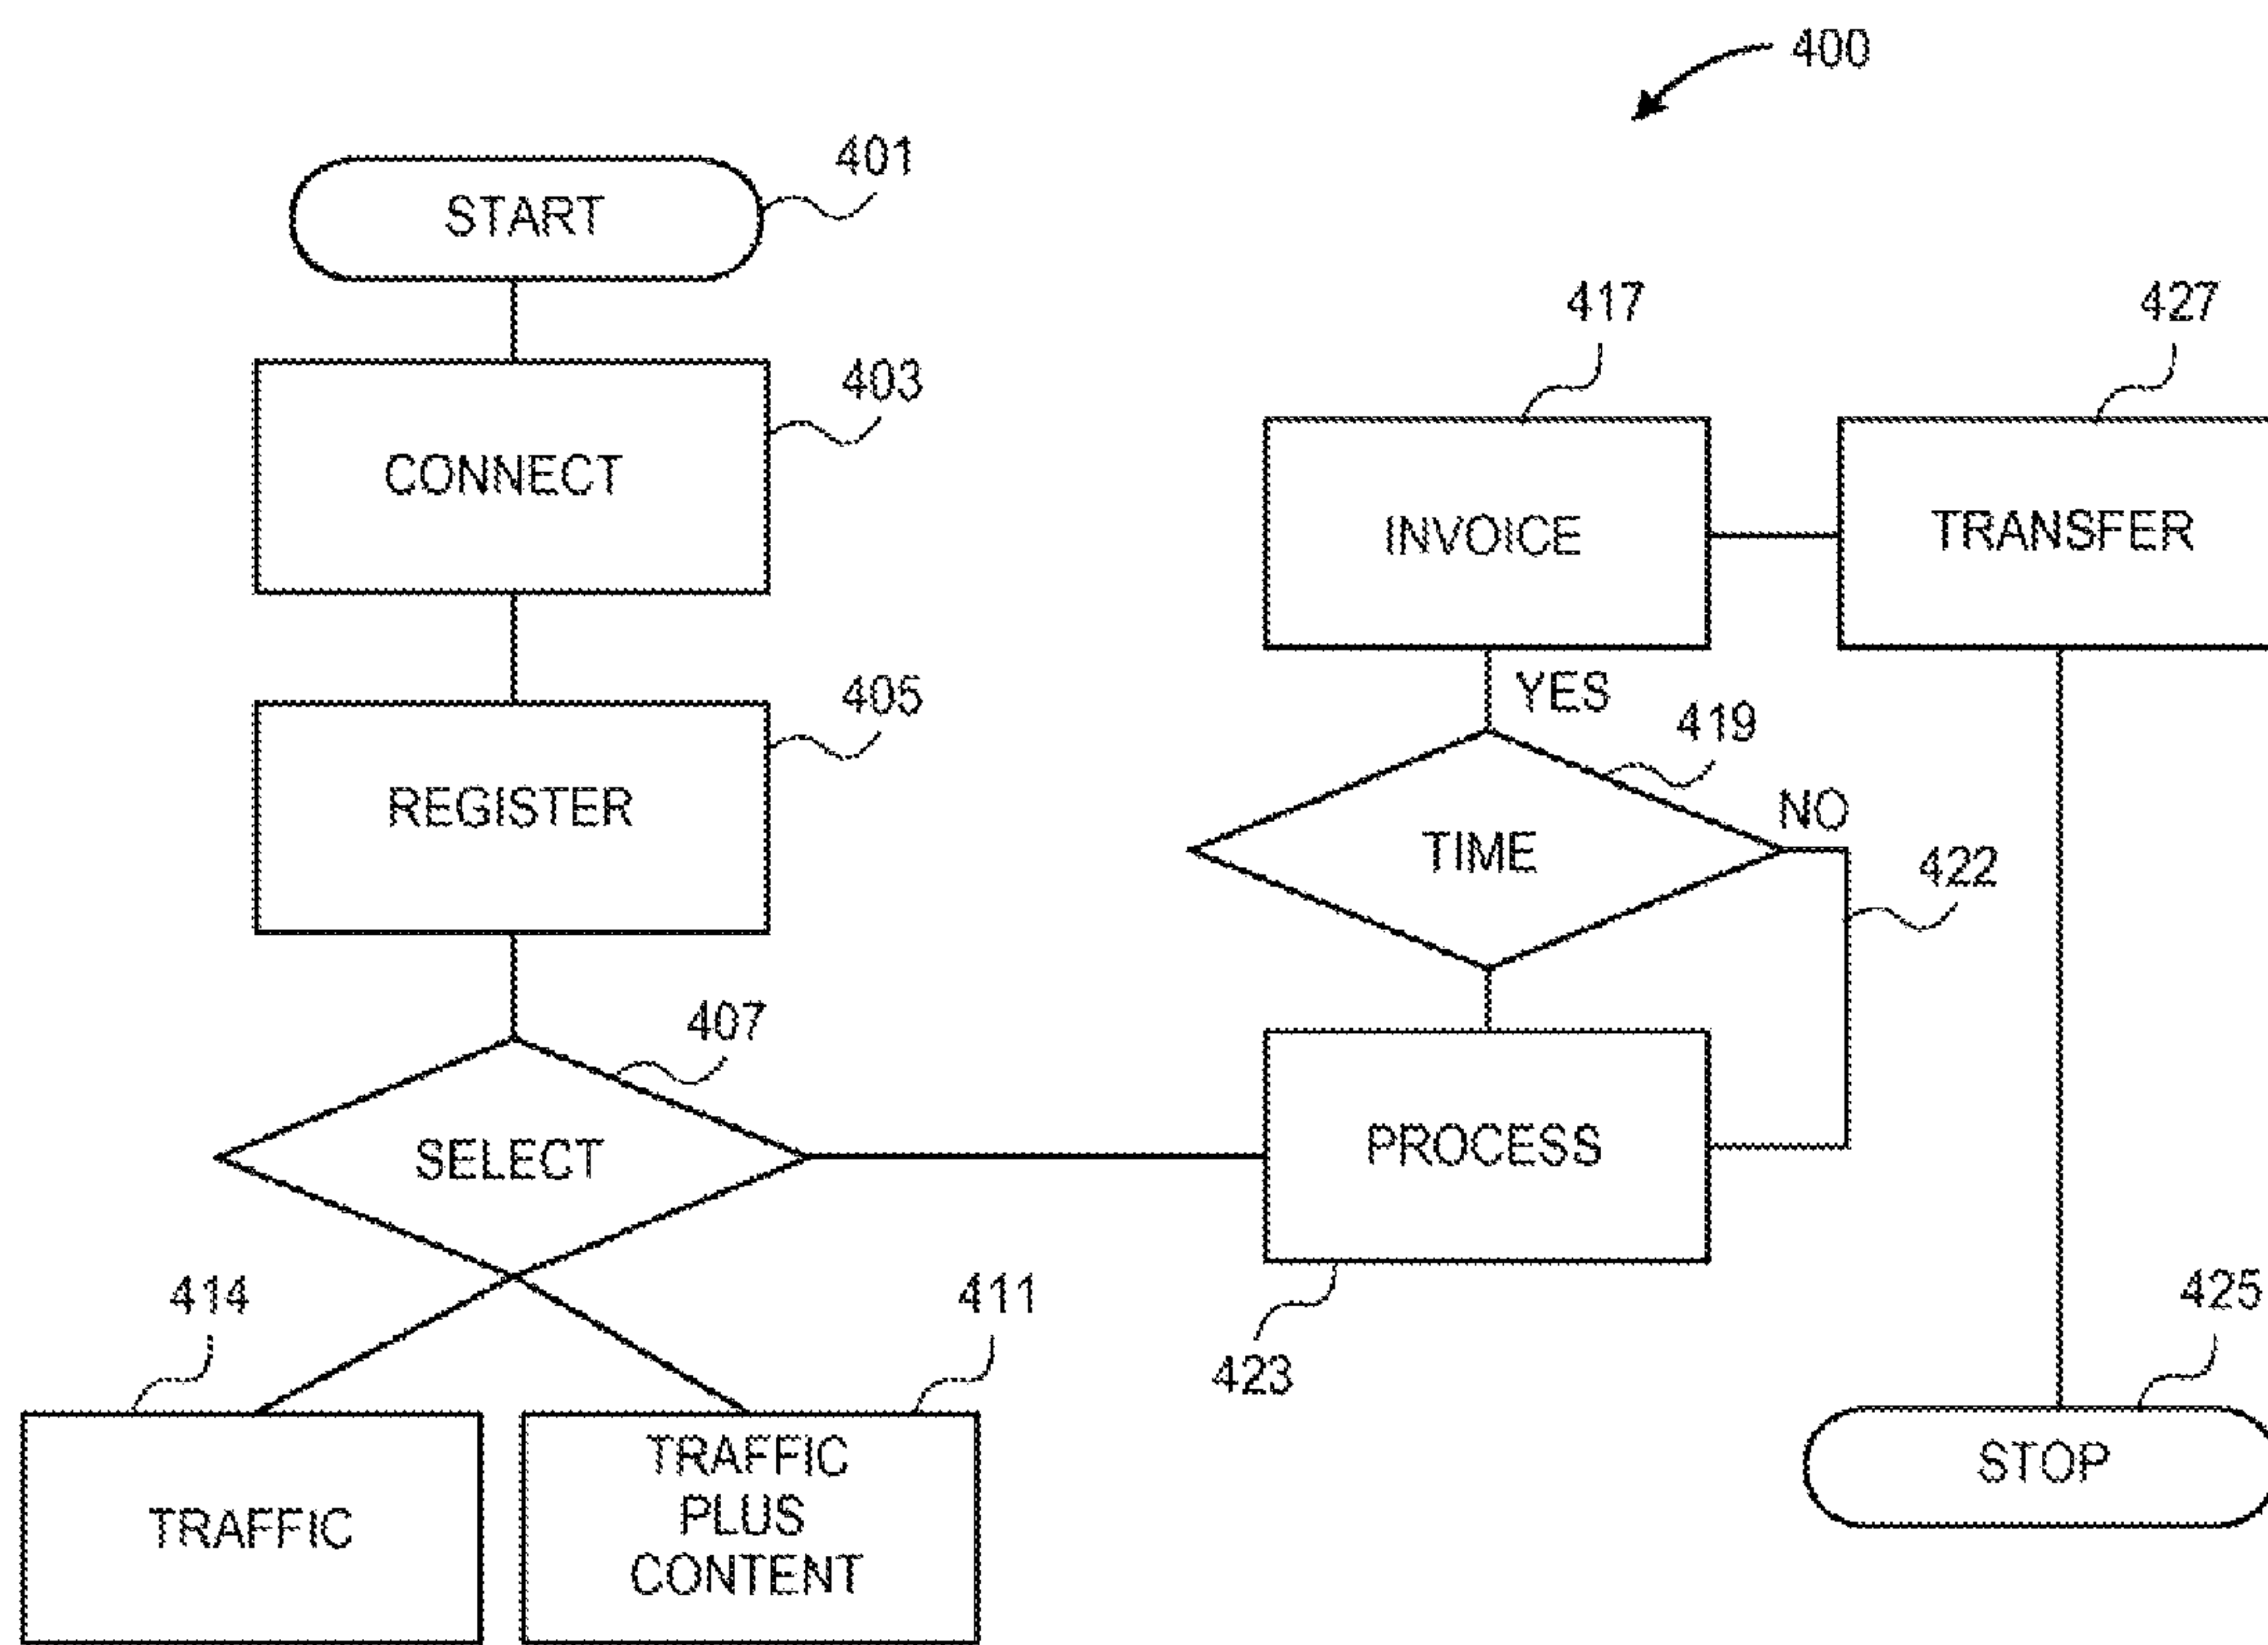 400
401
START
403
CONNECT
405
REGISTER
407
SELECT
414
TRAFFIC
411
TRAFFIC
PLUS
CONTENT
417
INVOICE
427
TRANSFER
YES
419
NO
TIME
422
PROCESS
423
425
STOP